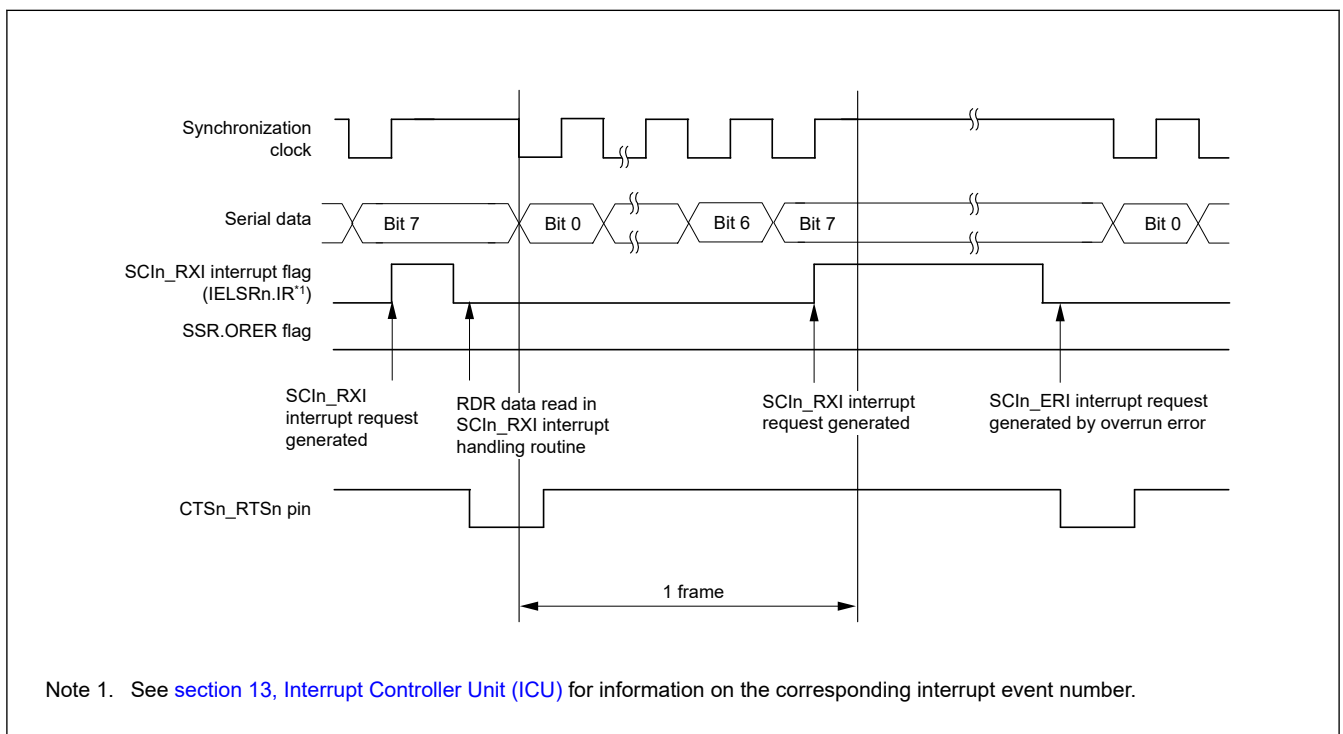 Synchronization
clock
Serial data
Bit 7
Bit 0
Bit 6
Bit 7
Bit 0
SCIn_RXI interrupt flag
(IELSRn.IR*1)
SSR.ORER flag
SCIn_RXI
interrupt request
generated
RDR data read in
SCIn_RXI interrupt
handling routine
SCIn_RXI interrupt
request generated
SCIn_ERI interrupt request
generated by overrun error
CTSn_RTSn pin
1 frame
Note 1. See section 13, Interrupt Controller Unit (ICU) for information on the corresponding interrupt event number.